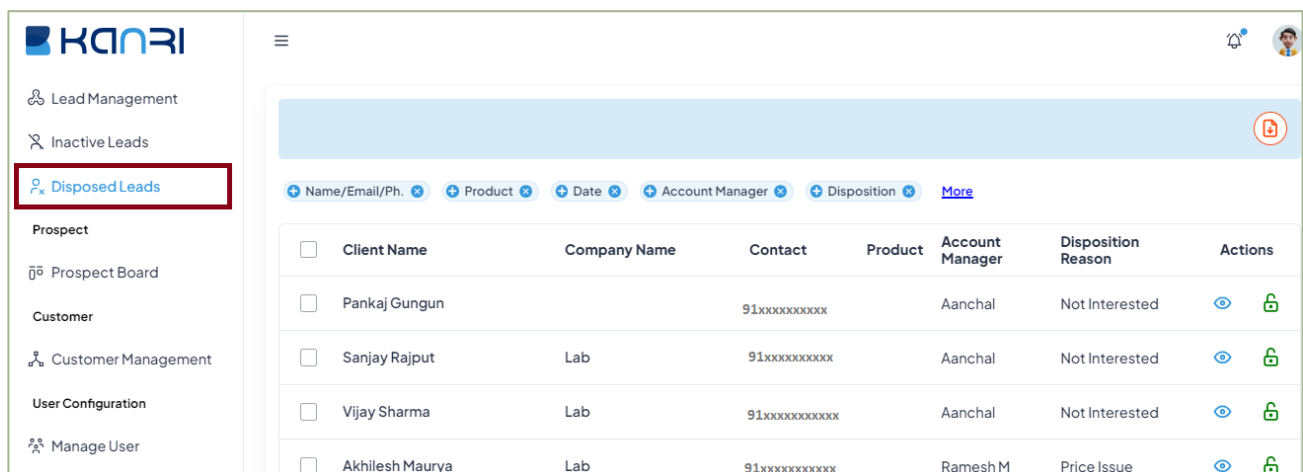 KANRI
Lead Management
Inactive Leads
Disposed Leads
Prospect
Prospect Board
Customer
Customer Management
User Configuration
Manage User
Name/Email/Ph. Product Date Account Manager Disposition More
Client Name Company Name Contact Product Account Manager Disposition Reason Actions
Pankaj Gungun 91xxxxxxxxxx Aanchal Not Interested
Sanjay Rajput Lab 91xxxxxxxxxx Aanchal Not Interested
Vijay Sharma Lab 91xxxxxxxxxxx Aanchal Not Interested
Akhilesh Maurya Lab 91xxxxxxxxxxx Ramesh M Price Issue